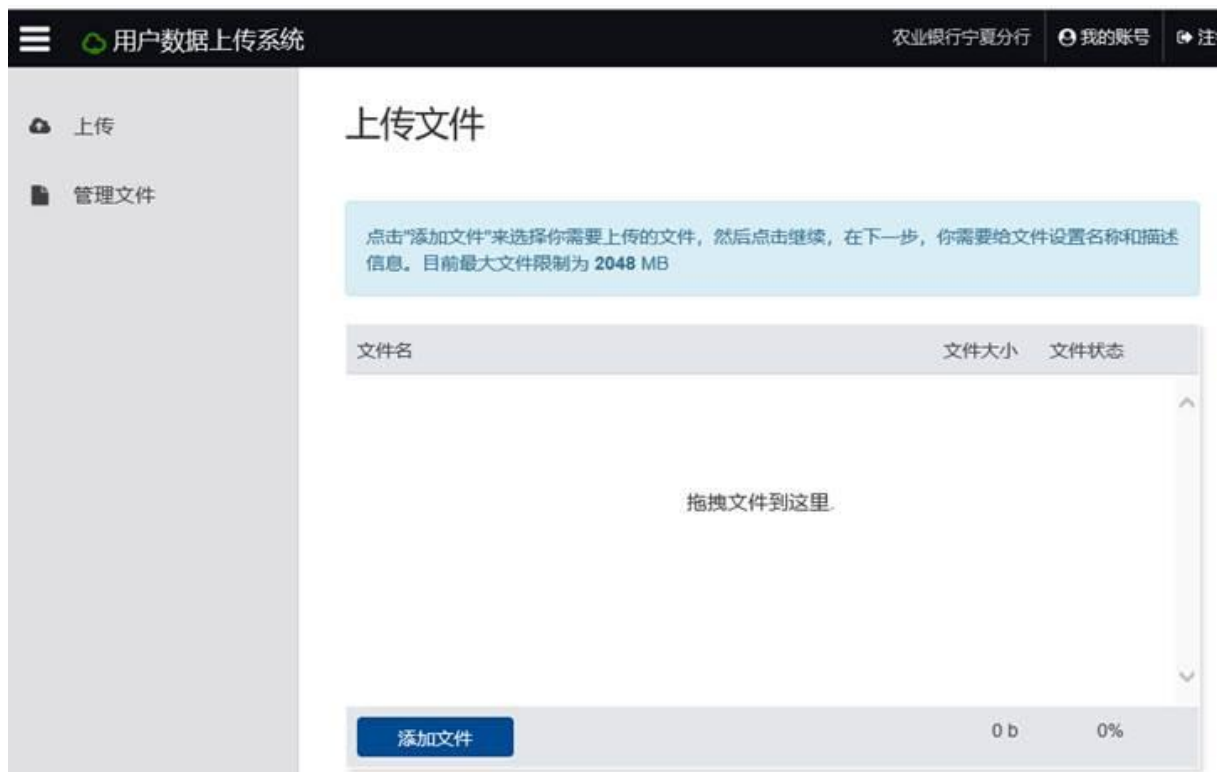 用户数据上传系统
农业银行宁夏分行
我的账号
注
上传
管理文件
上传文件
点击"添加文件"来选择你需要上传的文件，然后点击继续，在下一步，你需要给文件设置名称和描述
信息。目前最大文件限制为 2048 MB
文件名 文件大小 文件状态
拖拽文件到这里.
添加文件 0 b 0%